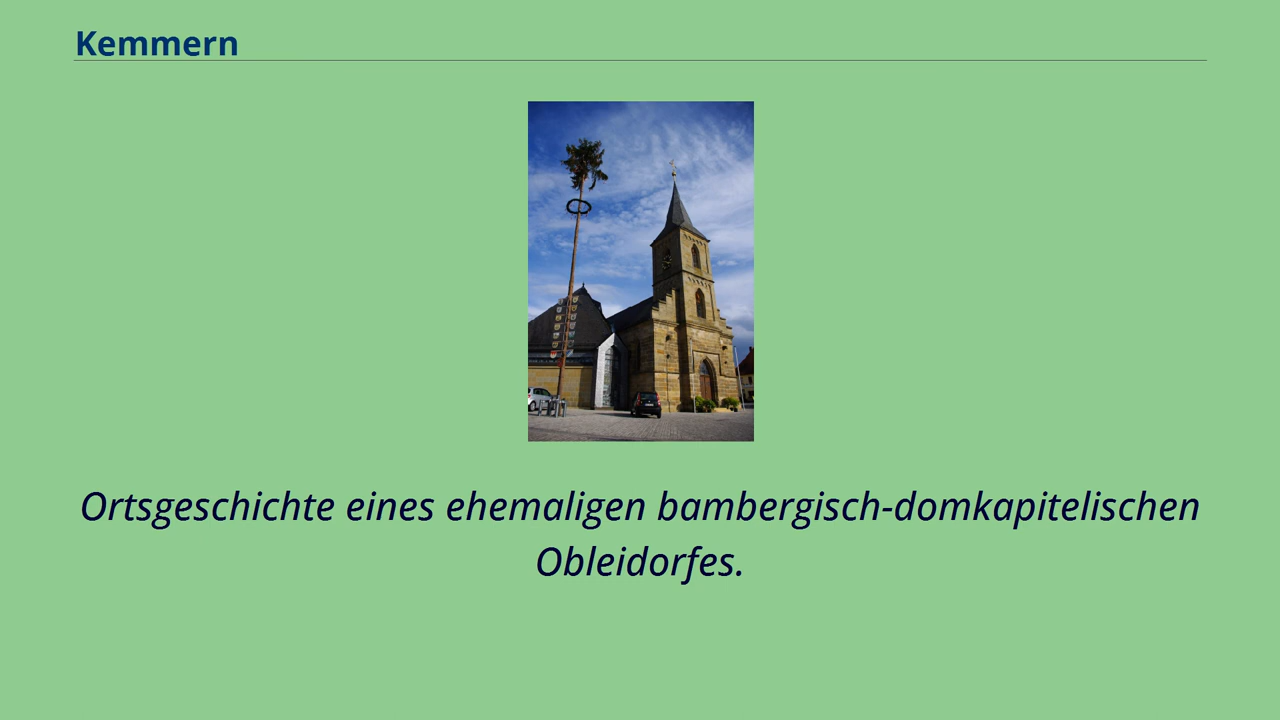 Kemmern
Ortsgeschichte eines ehemaligen bambergisch-domkapitelischen
Obleidorfes.